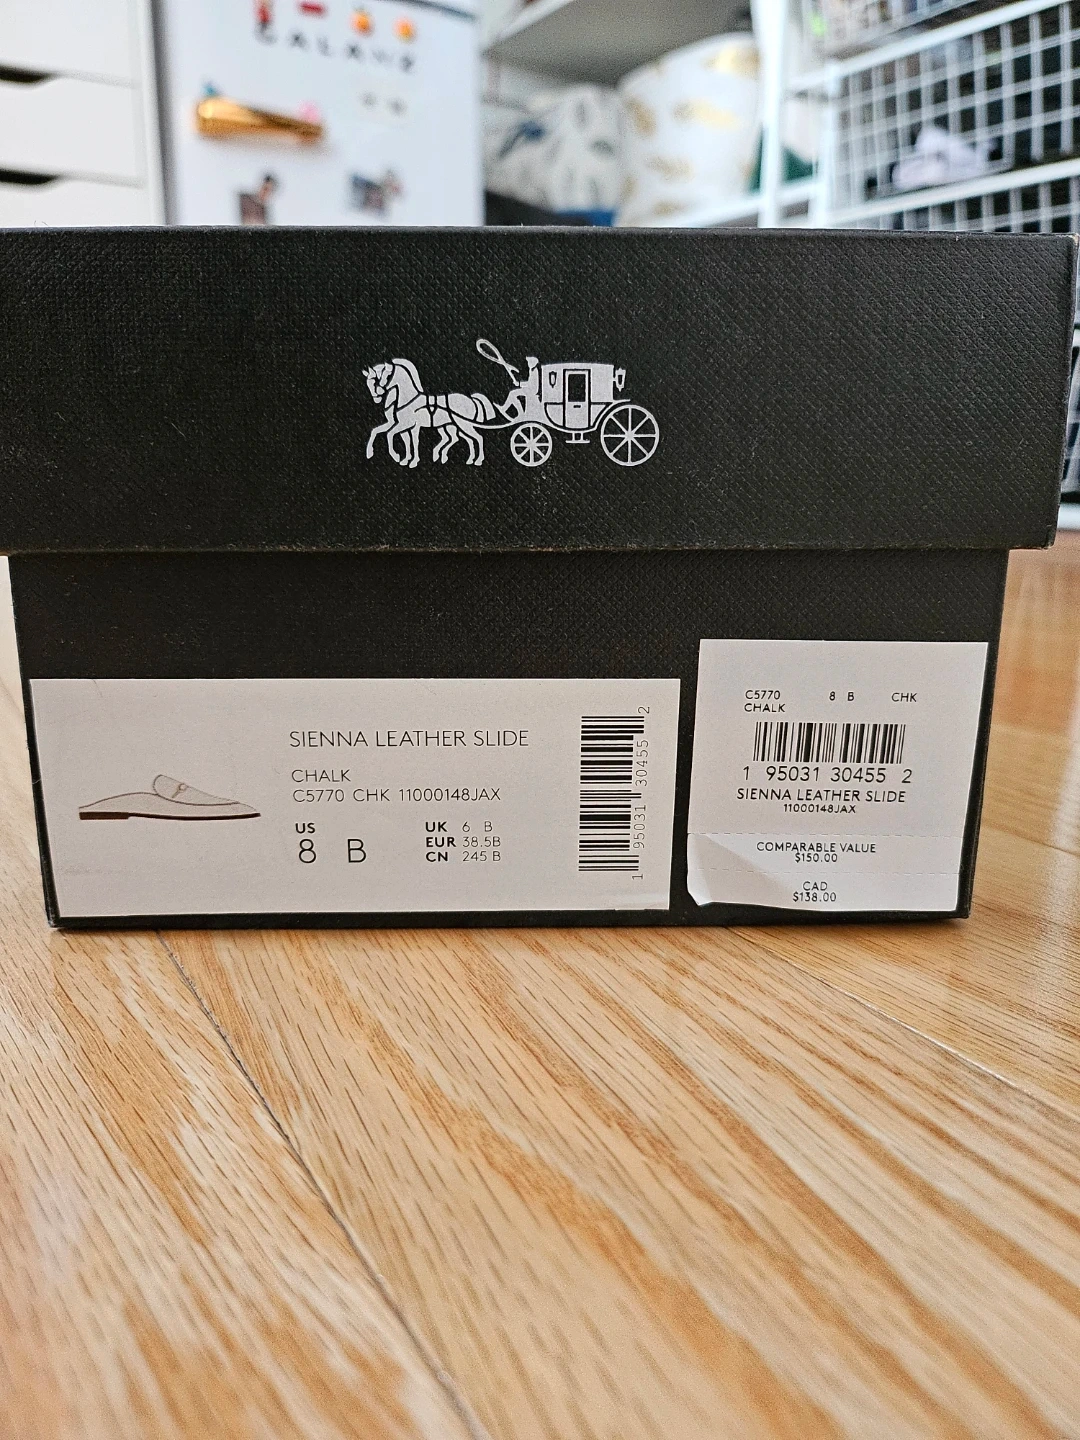 SIENNA LEATHER SLIDE
CHALK
C5770 CHK 11000148JAX
US
8 B
UK 6 B
EUR 38.5B
CN 245 B
1 95031 30455 2
C5770 8 B CHK
CHALK
1 95031 30455 2
SIENNA LEATHER SLIDE
11000148JAX
COMPARABLE VALUE
$150.00
CAD
$138.00